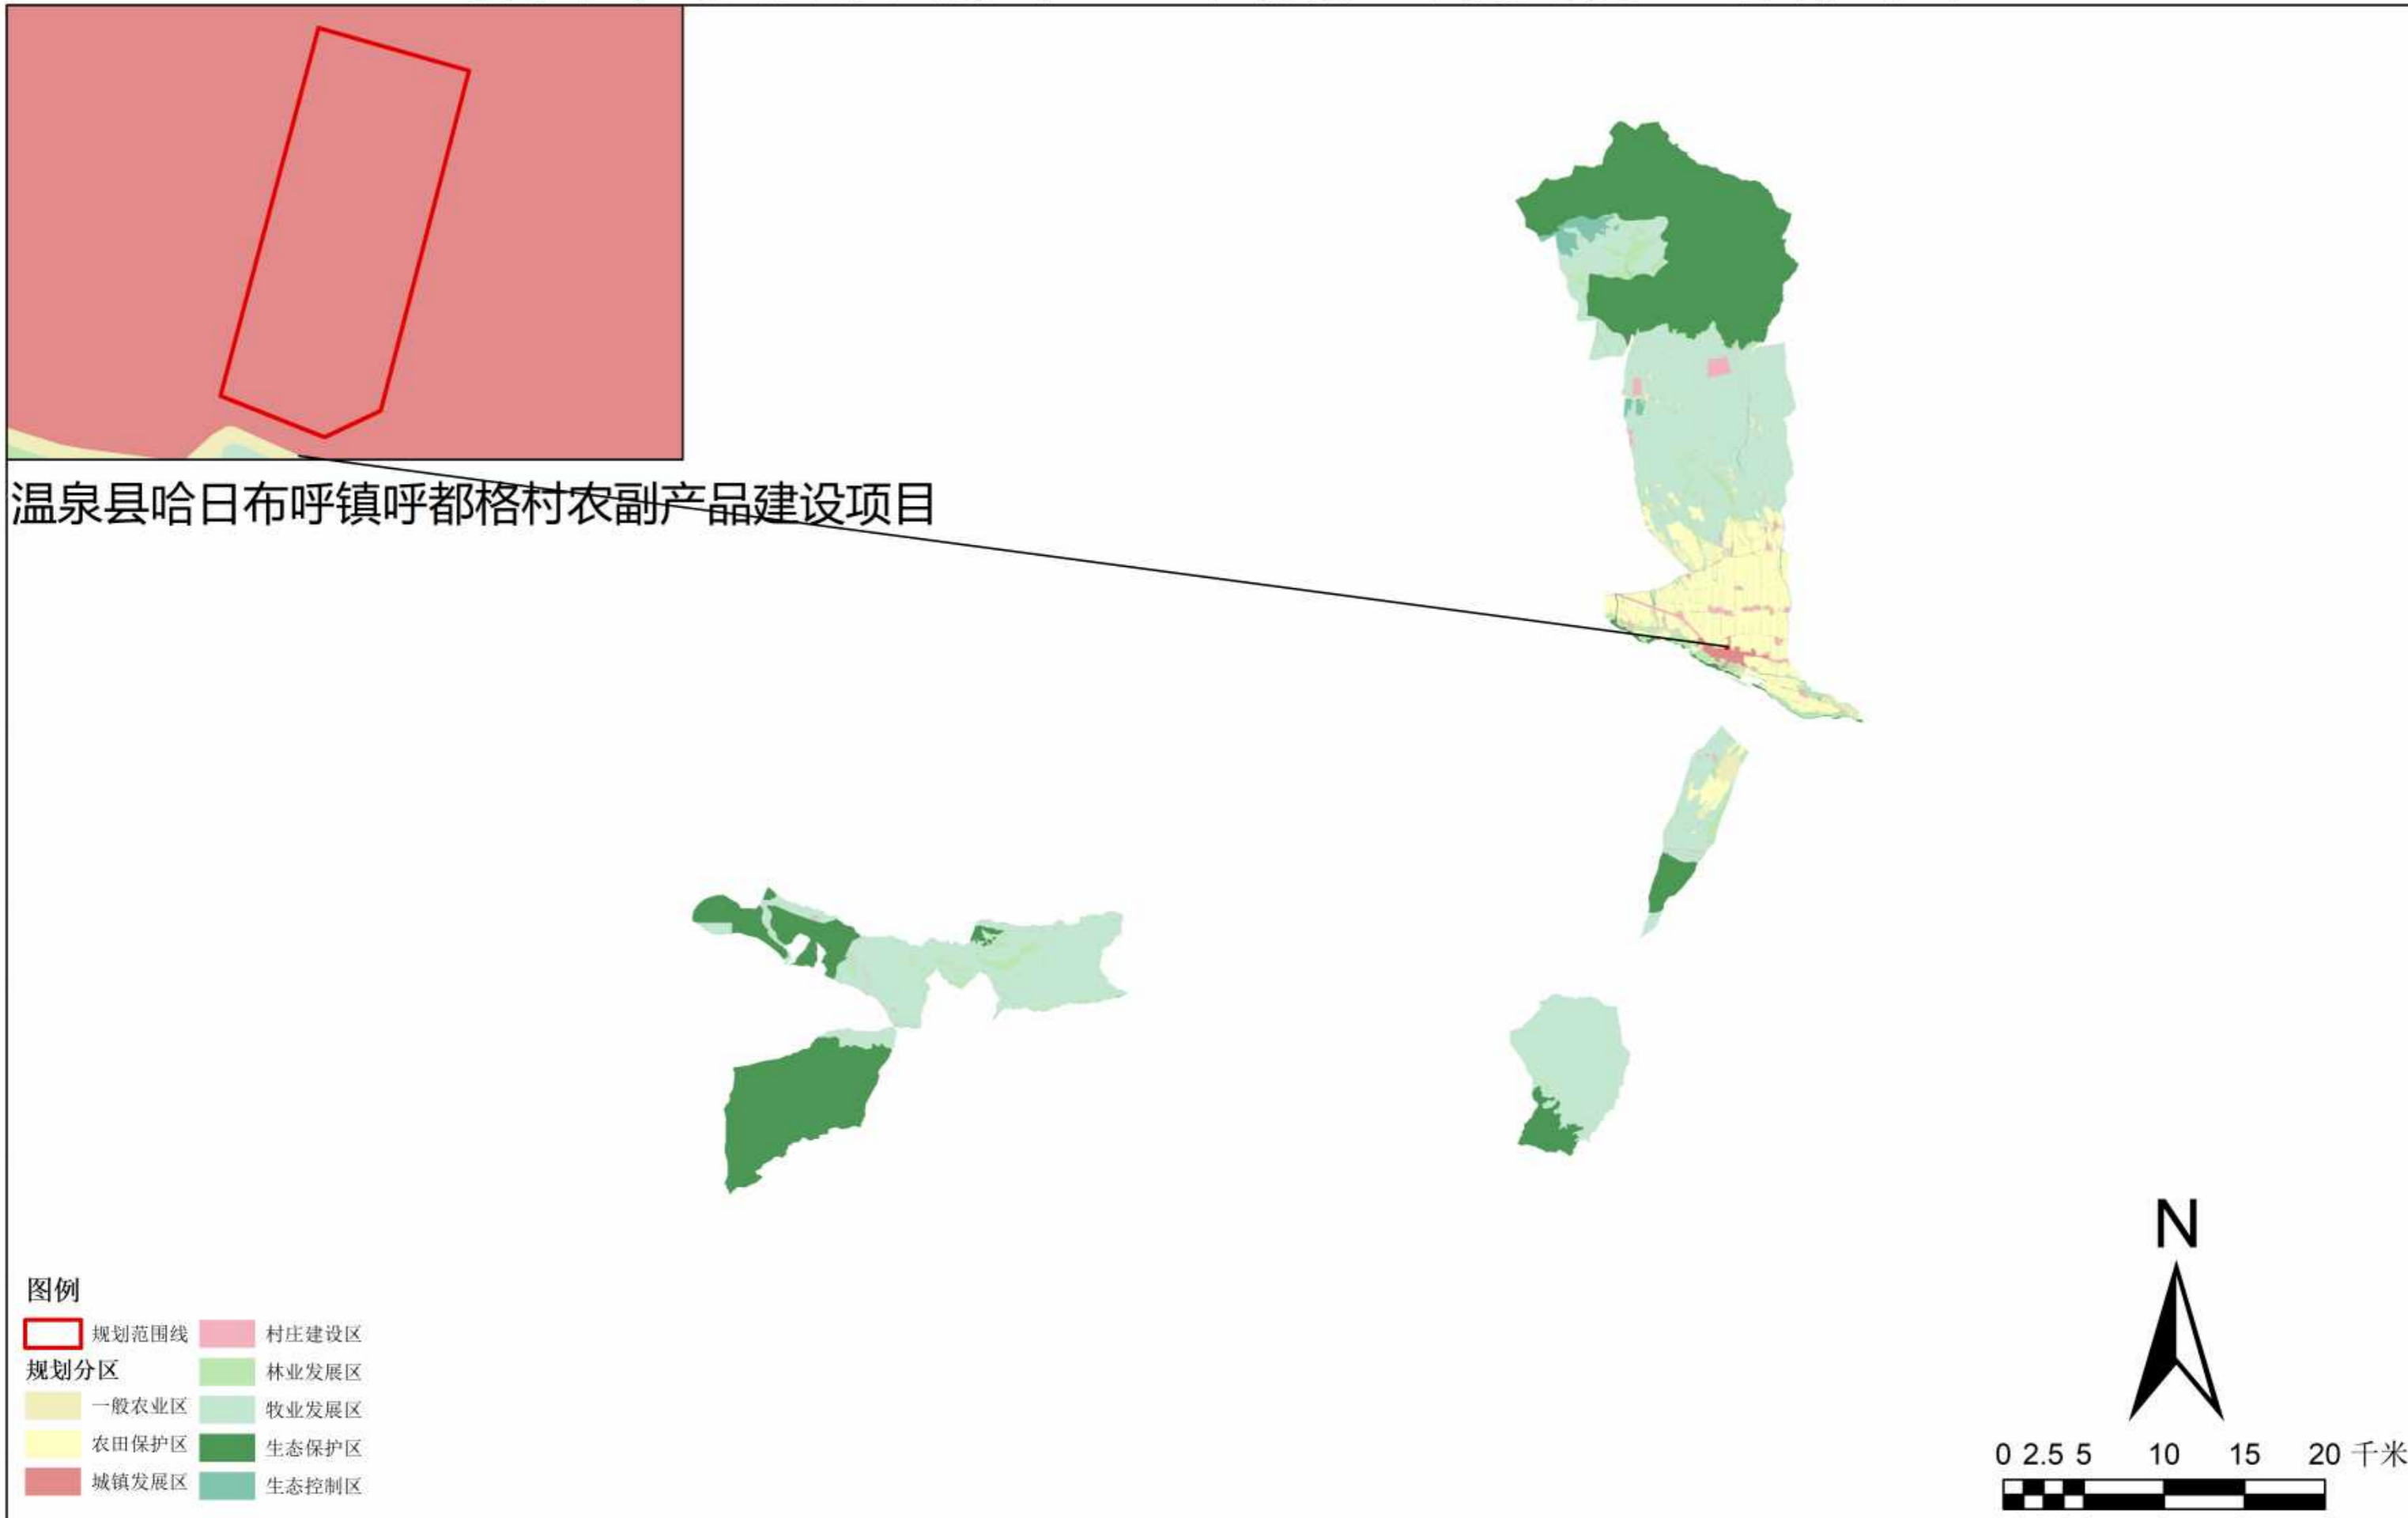 温泉县哈日布呼镇呼都格村农副产品建设项目
图例
规划范围线
规划分区
一般农业区
农田保护区
城镇发展区
村庄建设区
林业发展区
牧业发展区
生态保护区
生态控制区
N
0 2.5 5 10 15 20 千米